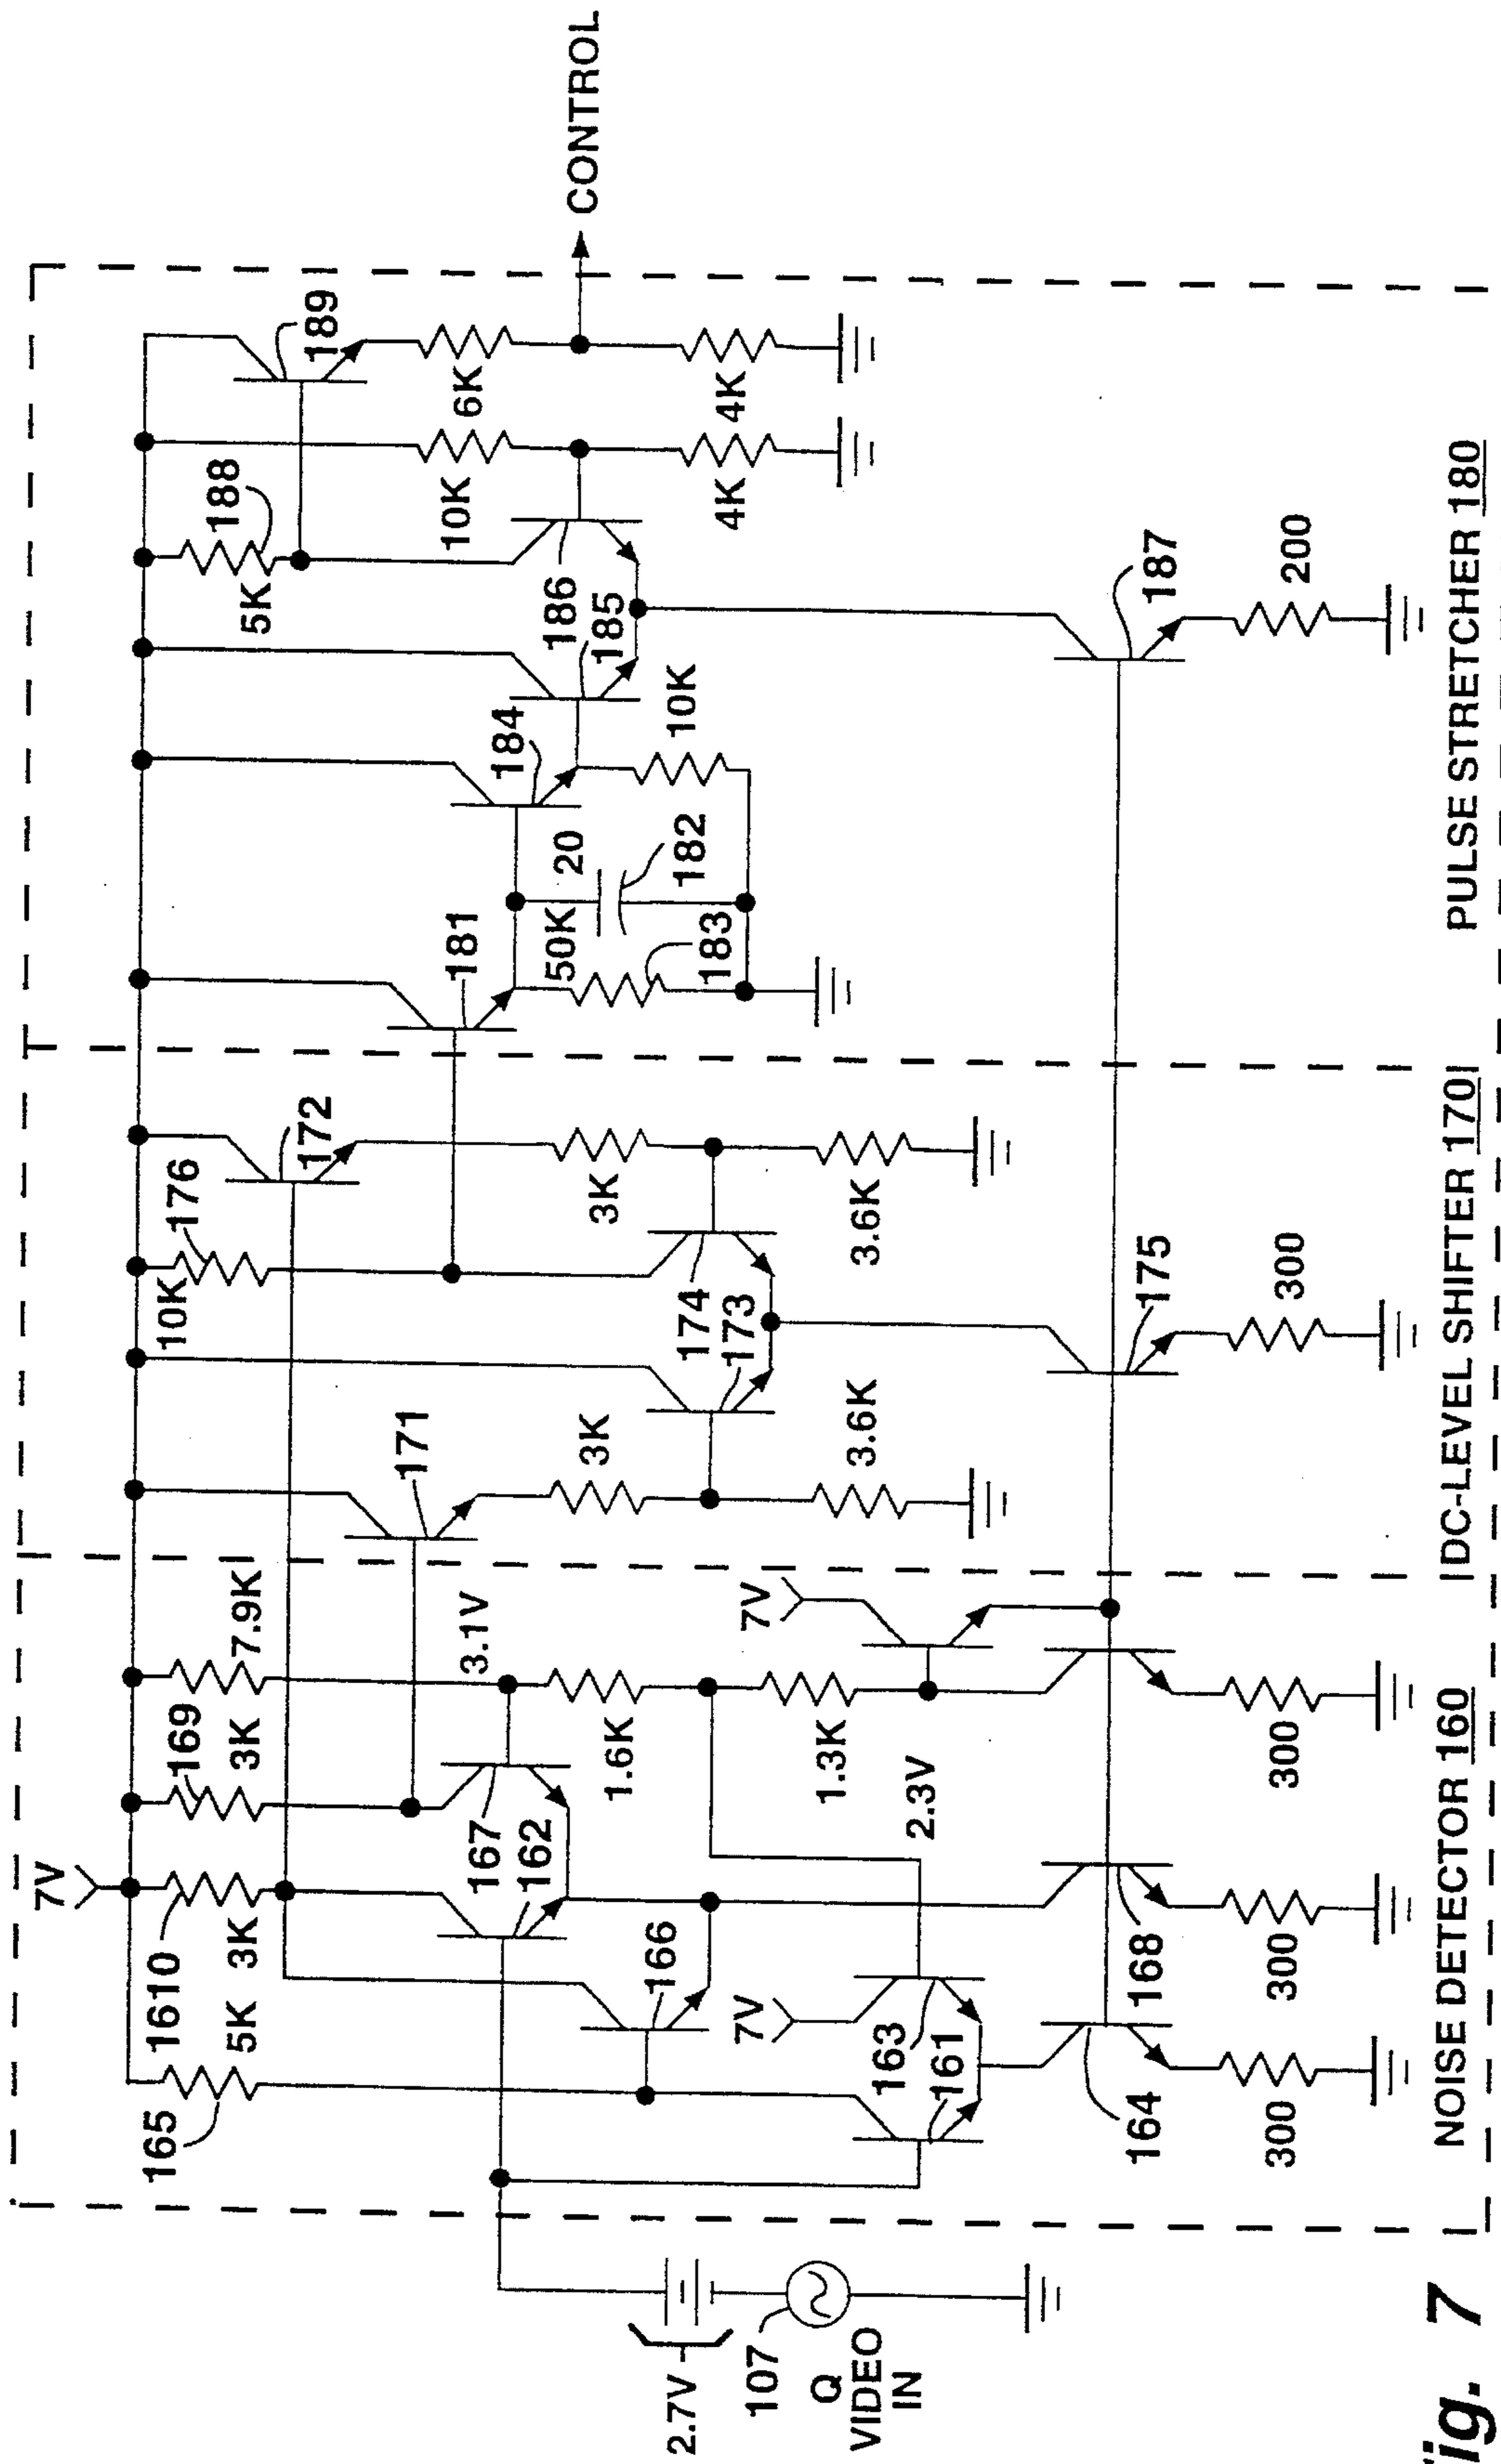 7V
165
5K
1610
3K
169
3K
7.9K
3.1V
167
162
166
1.6K
7V
1.3K
2.3V
7V
163
161
164
168
300
300
300
2.7V
107
Q
VIDEO
IN
NOISE DETECTOR 160
171
3K
3.6K
10K
176
172
174
173
3K
3.6K
175
300
DC-LEVEL SHIFTER 170
181
50K
183
20
182
184
10K
5K
188
186
185
10K
4K
189
6K
4K
187
200
PULSE STRETCHER 180
CONTROL
ig. 7